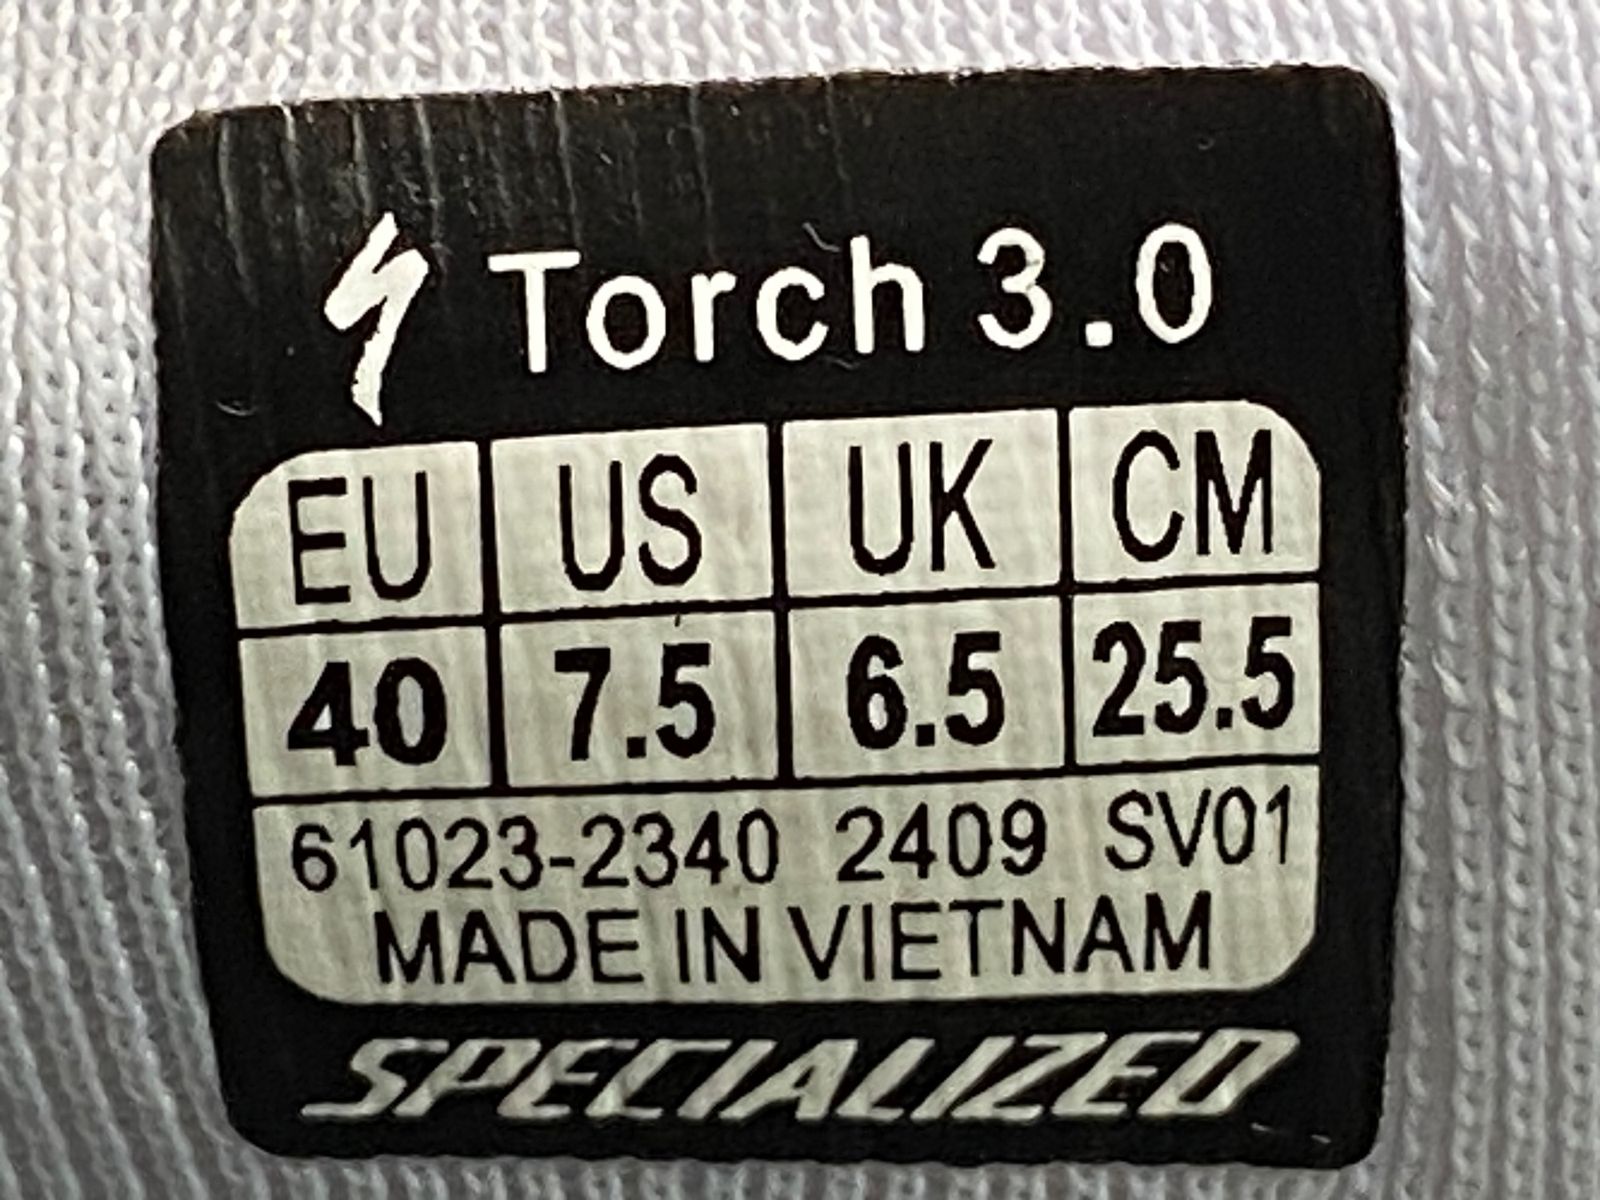 Torch 3.0
EU US UK CM
40 7.5 6.5 25.5
61023-2340 2409 SV01
MADE IN VIETNAM
SPECIALIZED